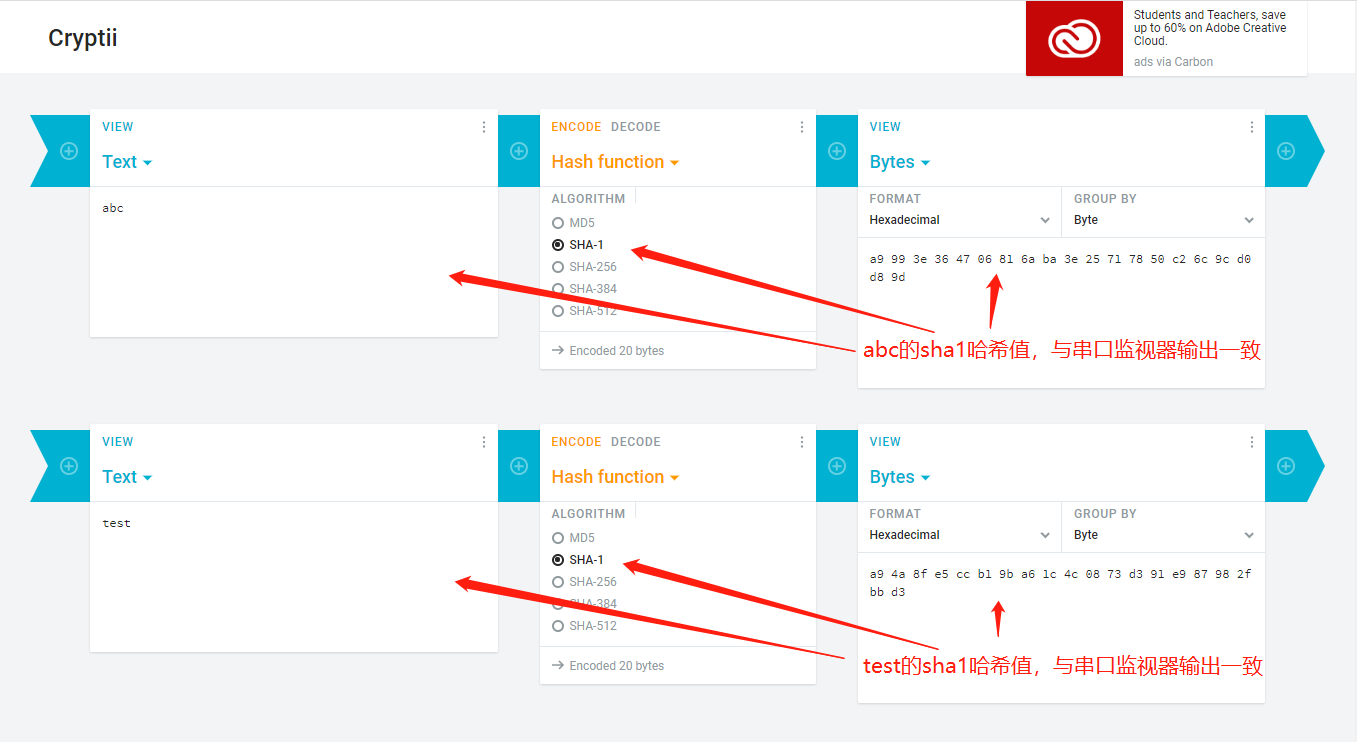 Cryptii
Students and Teachers, save
up to 60% on Adobe Creative
Cloud.
ads via Carbon
VIEW
Text
abc
ENCODE DECODE
Hash function
ALGORITHM
MD5
SHA-1
SHA-256
SHA-384
SHA-512
Encoded 20 bytes
VIEW
Bytes
FORMAT
Hexadecimal
GROUP BY
Byte
a9 99 3e 36 47 06 81 6a ba 3e 25 71 78 50 c2 6c 9c d0
d8 9d
abc的sha1哈希值，与串口监视器输出一致
VIEW
Text
test
ENCODE DECODE
Hash function
ALGORITHM
MD5
SHA-1
SHA-256
SHA-384
SHA-512
Encoded 20 bytes
VIEW
Bytes
FORMAT
Hexadecimal
GROUP BY
Byte
a9 4a 8f e5 cc b1 9b a6 1c 4c 08 73 d3 91 e9 87 98 2f
bb d3
test的sha1哈希值，与串口监视器输出一致